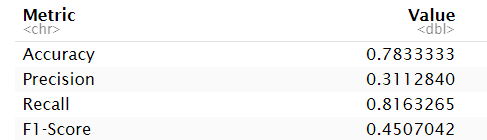 Metric Value
<chr> <dbl>
Accuracy 0.7833333
Precision 0.3112840
Recall 0.8163265
F1-Score 0.4507042